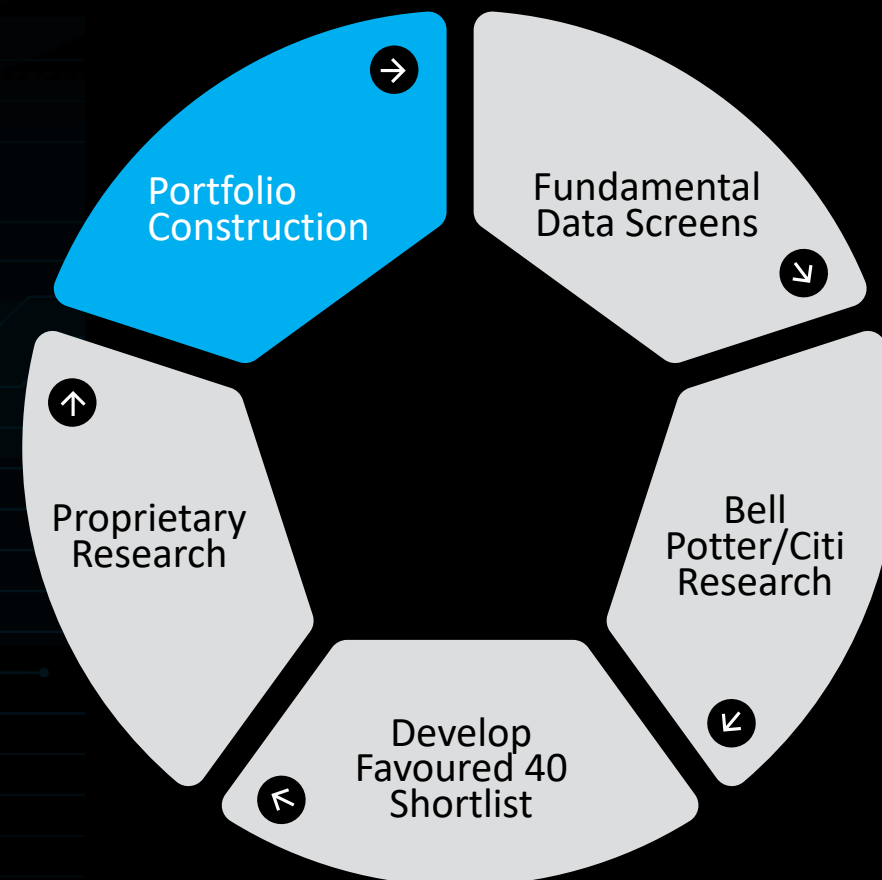 Portfolio
Construction
Fundamental
Data Screens
Bell
Potter/Citi
Research
Develop
Favoured 40
Shortlist
Proprietary
Research